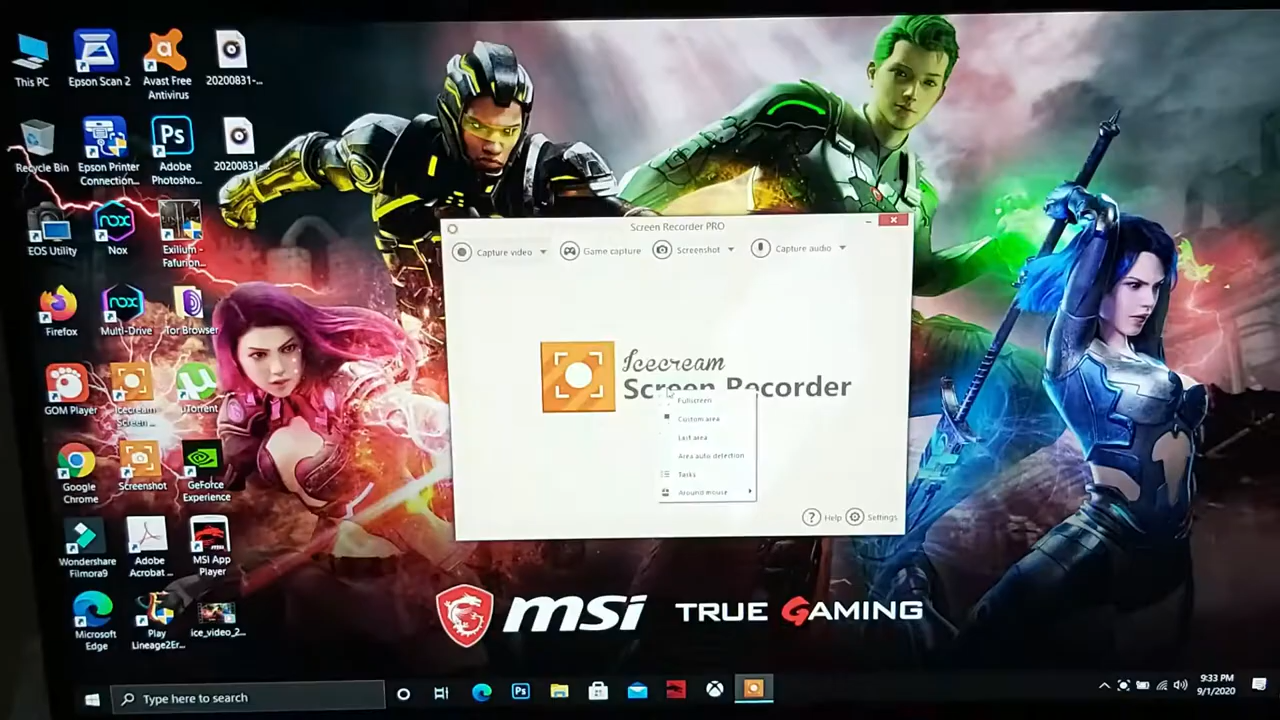 This PC
Epson Scan 2
Avast Free
Antivirus
20200831-...
Recycle Bin
Epson Printer
Connection...
Adobe
Photosho...
20200831-...
EOS Utility
Nox
Exilium -
Fafurion...
Firefox
Multi-Drive
Tor Browser
GOM Player
Icecream
Screen ...
µTorrent
Google
Chrome
Screenshot
GeForce
Experience
Wondershare
Filmora9
Adobe
Acrobat ...
MSI App
Player
Microsoft
Edge
Play
Lineage2Er...
ice_video_2...
Screen Recorder PRO
Capture video
Game capture
Screenshot
Capture audio
Icecream
Screen Recorder
Fullscreen
Custom area
Last area
Area auto detection
Tasks
Around mouse
Help
Settings
msi TRUE GAMING
Type here to search
9:33 PM
9/1/2020